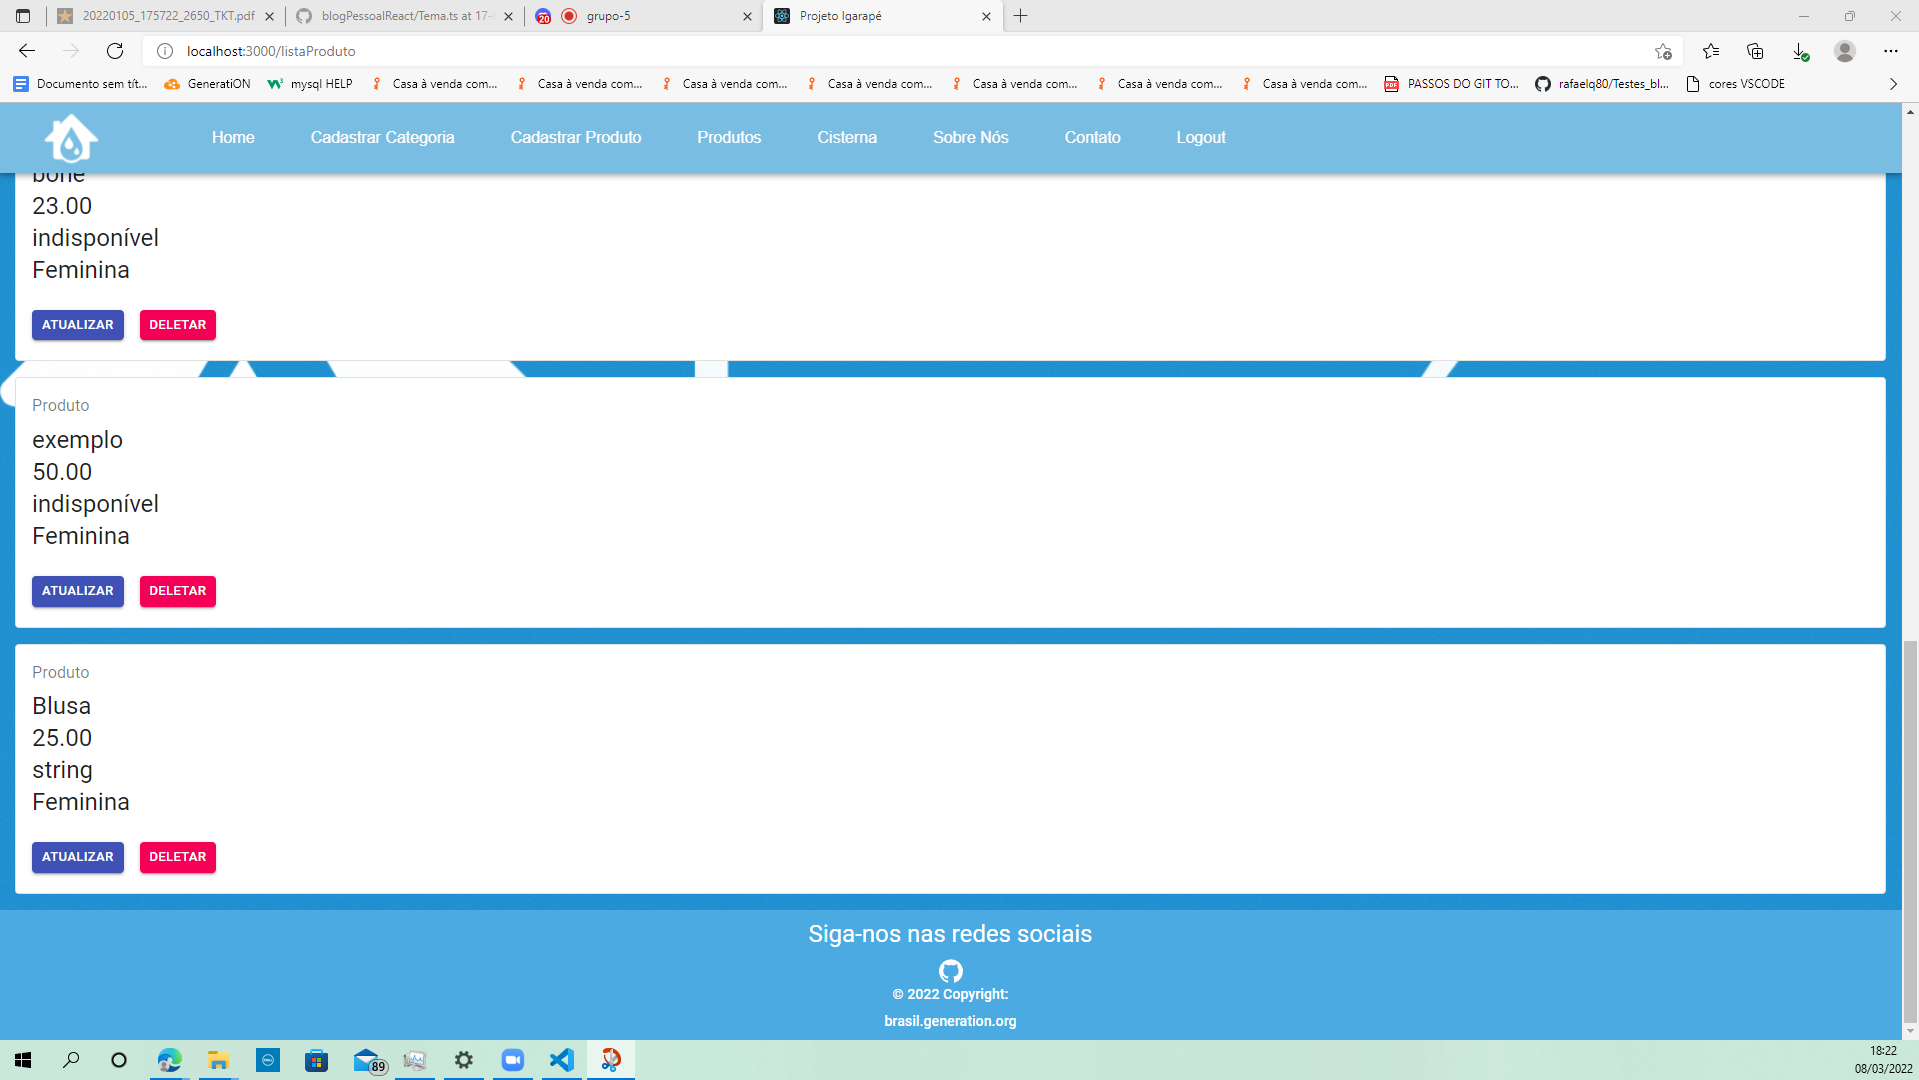 20220105_175722_2650_TKT.pdf
blogPessoalReact/Tema.ts at 17-
20
grupo-5
Projeto Igarapé
localhost:3000/listaProduto
Documento sem tít...
GeneratiON
mysql HELP
Casa à venda com...
Casa à venda com...
Casa à venda com...
Casa à venda com...
Casa à venda com...
Casa à venda com...
Casa à venda com...
PASSOS DO GIT TO...
rafaelq80/Testes_bl...
cores VSCODE
Home
Cadastrar Categoria
Cadastrar Produto
Produtos
Cisterna
Sobre Nós
Contato
Logout
bone
23.00
indisponível
Feminina
ATUALIZAR
DELETAR
Produto
exemplo
50.00
indisponível
Feminina
ATUALIZAR
DELETAR
Produto
Blusa
25.00
string
Feminina
ATUALIZAR
DELETAR
Siga-nos nas redes sociais
© 2022 Copyright:
brasil.generation.org
89
18:22
08/03/2022